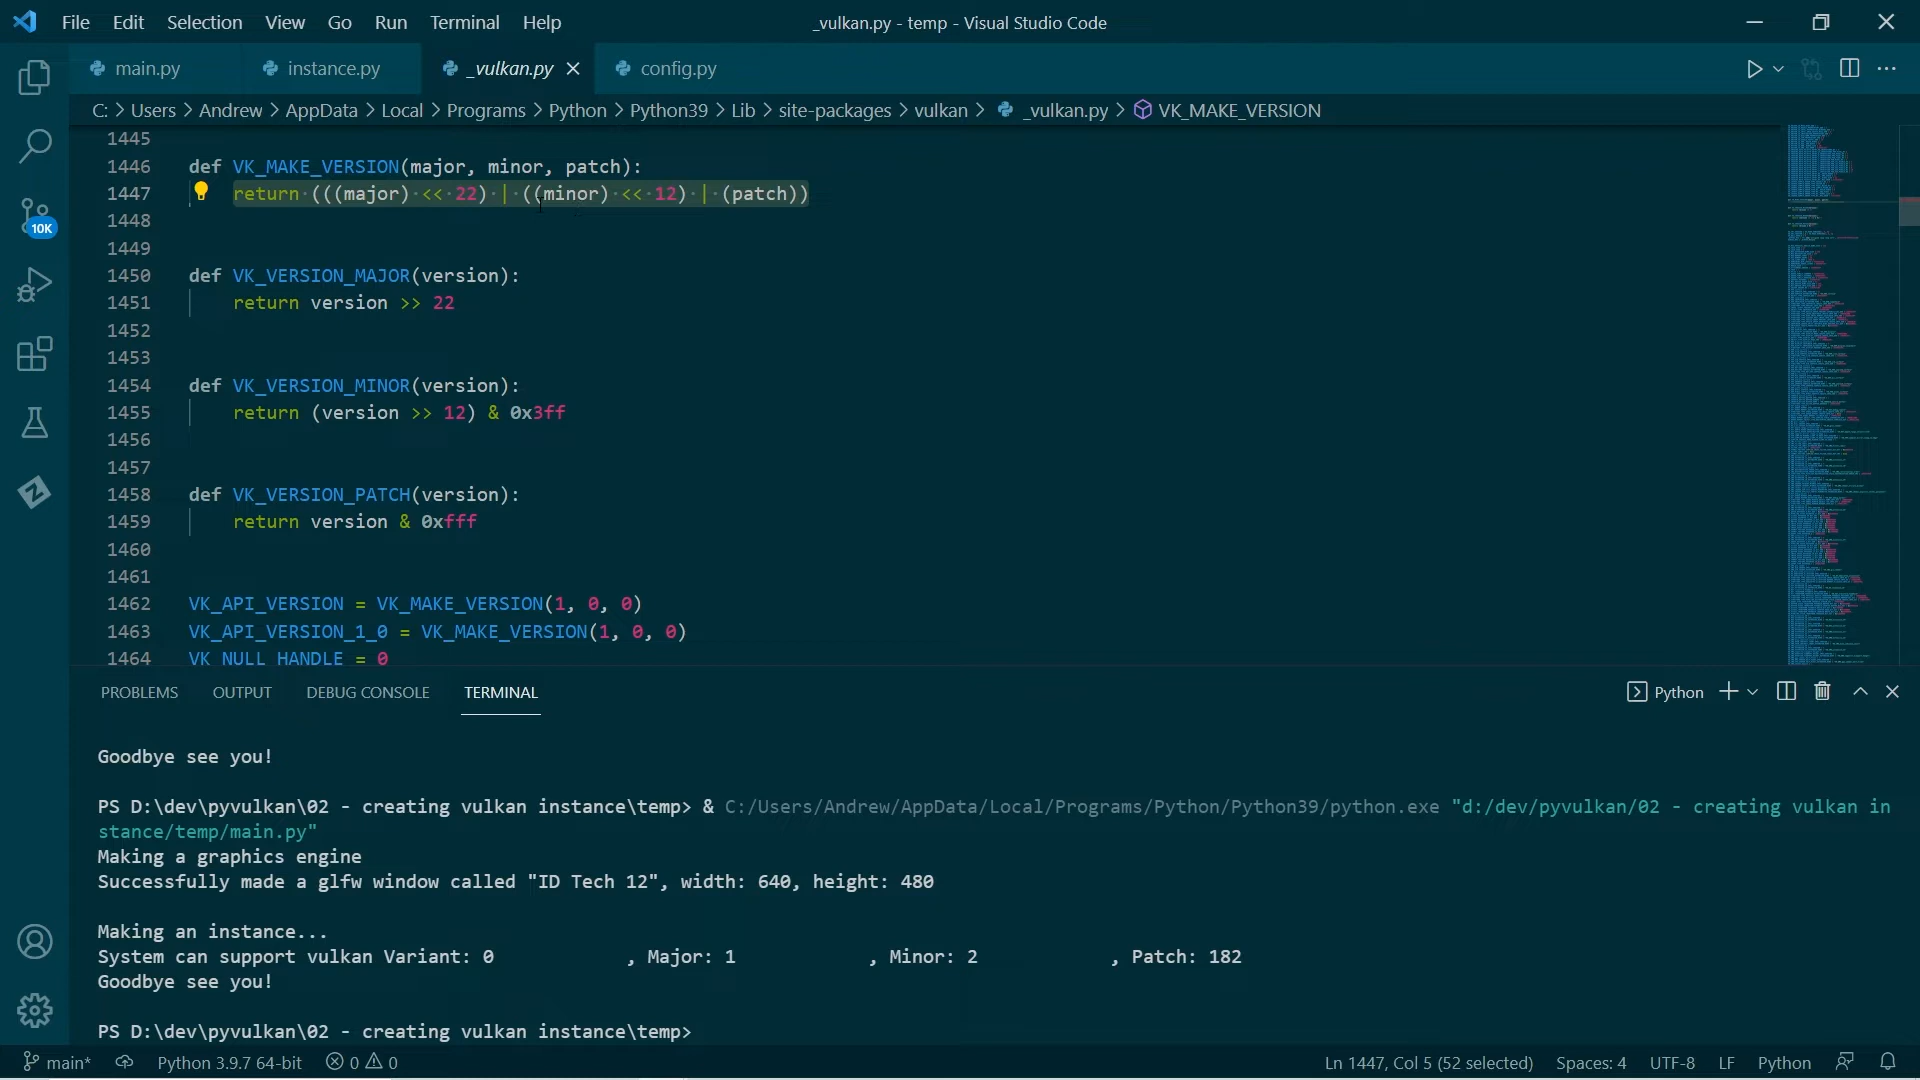 File Edit Selection View Go Run Terminal Help
_vulkan.py - temp - Visual Studio Code
main.py
instance.py
_vulkan.py
config.py
C: > Users > Andrew > AppData > Local > Programs > Python > Python39 > Lib > site-packages > vulkan > _vulkan.py > VK_MAKE_VERSION
1445
1446 def VK_MAKE_VERSION(major, minor, patch):
1447 return (((major) << 22) | ((minor) << 12) | (patch))
1448
1449
1450 def VK_VERSION_MAJOR(version):
1451 return version >> 22
1452
1453
1454 def VK_VERSION_MINOR(version):
1455 return (version >> 12) & 0x3ff
1456
1457
1458 def VK_VERSION_PATCH(version):
1459 return version & 0xfff
1460
1461
1462 VK_API_VERSION = VK_MAKE_VERSION(1, 0, 0)
1463 VK_API_VERSION_1_0 = VK_MAKE_VERSION(1, 0, 0)
1464 VK_NULL_HANDLE = 0
10K
PROBLEMS OUTPUT DEBUG CONSOLE TERMINAL
Python
Goodbye see you!
PS D:\dev\pyvulkan\02 - creating vulkan instance\temp> & C:/Users/Andrew/AppData/Local/Programs/Python/Python39/python.exe "d:/dev/pyvulkan/02 - creating vulkan in
stance/temp/main.py"
Making a graphics engine
Successfully made a glfw window called "ID Tech 12", width: 640, height: 480
Making an instance...
System can support vulkan Variant: 0 , Major: 1 , Minor: 2 , Patch: 182
Goodbye see you!
PS D:\dev\pyvulkan\02 - creating vulkan instance\temp>
main* Python 3.9.7 64-bit 0 0 Ln 1447, Col 5 (52 selected) Spaces: 4 UTF-8 LF Python